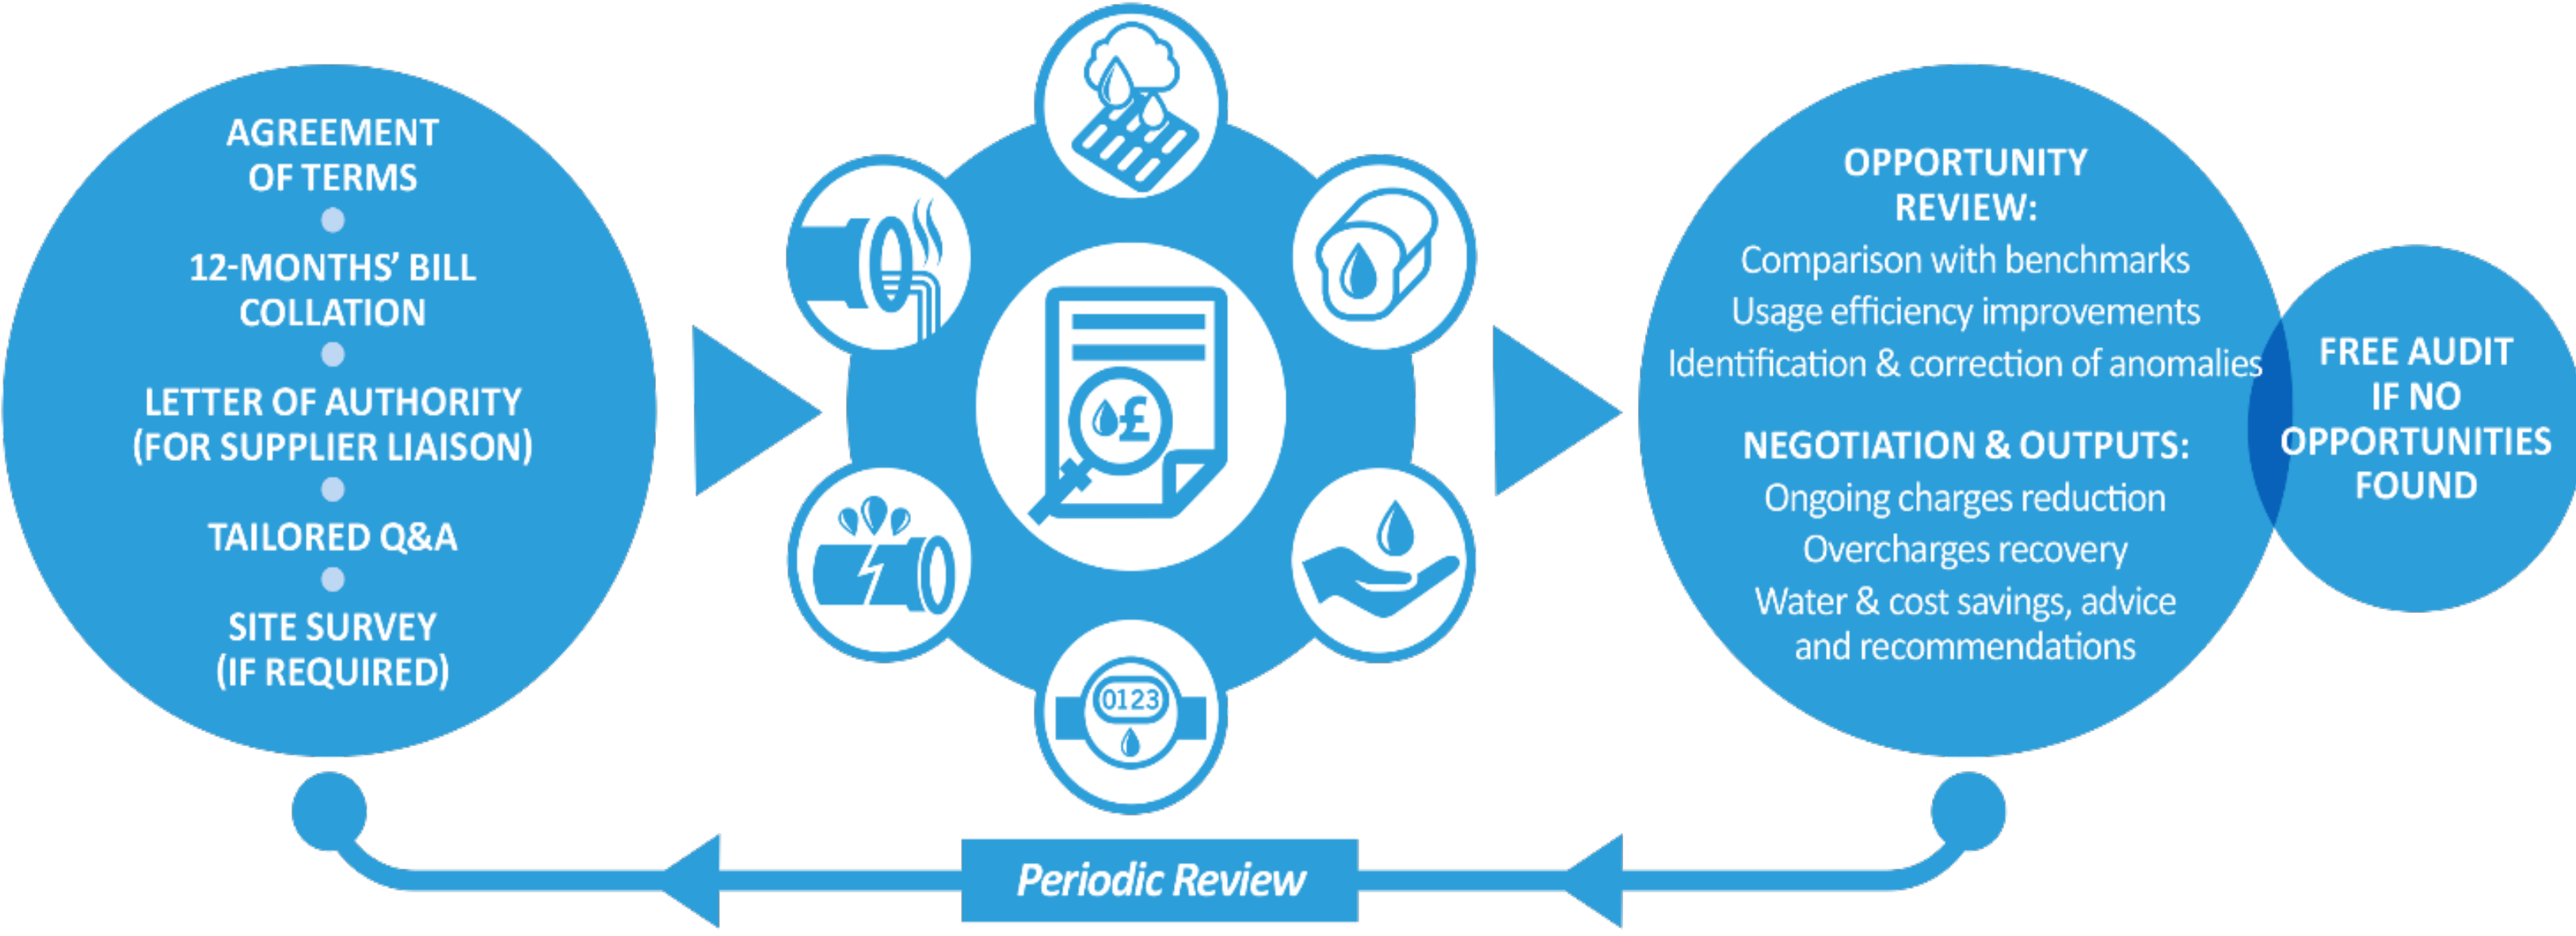 AGREEMENT
OF TERMS
12-MONTHS’ BILL
COLLATION
LETTER OF AUTHORITY
(FOR SUPPLIER LIAISON)
TAILORED Q&A
SITE SURVEY
(IF REQUIRED)
£
0123
OPPORTUNITY
REVIEW:
Comparison with benchmarks
Usage efficiency improvements
Identification & correction of anomalies
NEGOTIATION & OUTPUTS:
Ongoing charges reduction
Overcharges recovery
Water & cost savings, advice
and recommendations
FREE AUDIT
IF NO
OPPORTUNITIES
FOUND
Periodic Review